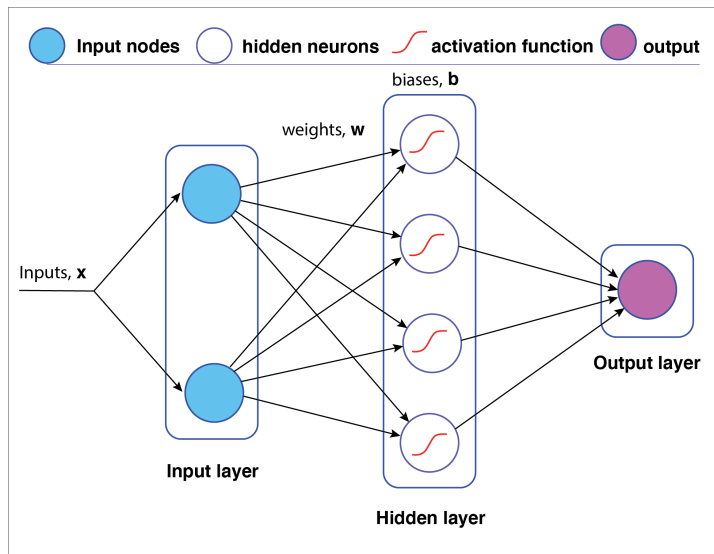 Input nodes hidden neurons activation function output
biases, b
weights, w
Inputs, x
Input layer
Hidden layer
Output layer